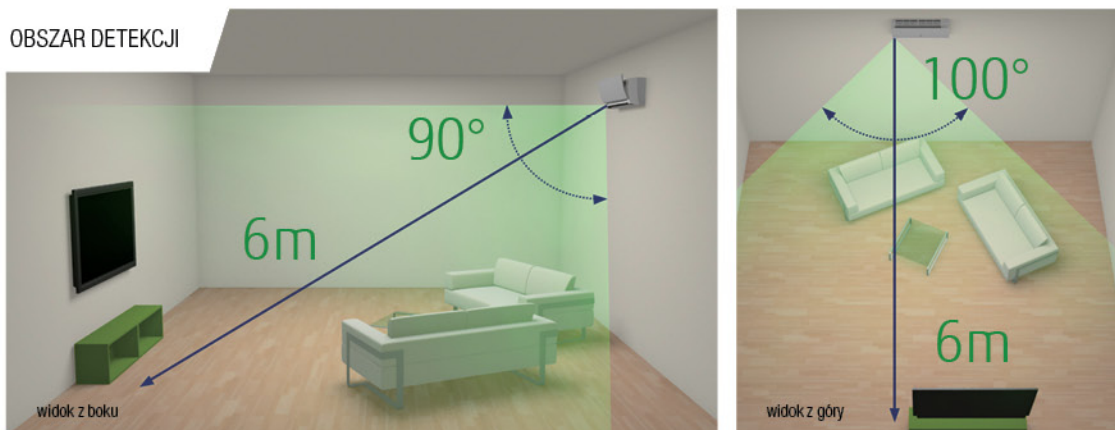 OBSZAR DETEKCJI
90°
6m
widok z boku
100°
6m
widok z góry